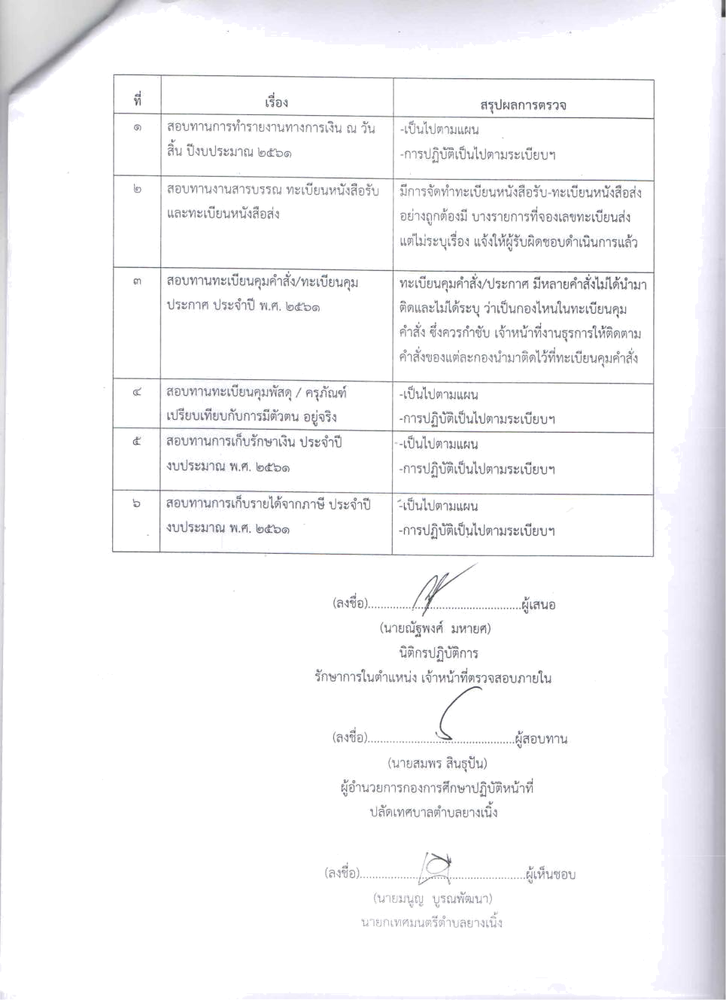 ที่ เรื่อง สรุปผลการตรวจ
๑ สอบทานการทำรายงานทางการเงิน ณ วัน -เป็นไปตามแผน
สิ้น ปีงบประมาณ ๒๕๖๑ -การปฏิบัติเป็นไปตามระเบียบฯ
๒ สอบทานงานสารบรรณ ทะเบียนหนังสือรับ มีการจัดทำทะเบียนหนังสือรับ-ทะเบียนหนังสือส่ง
และทะเบียนหนังสือส่ง อย่างถูกต้องมี บางรายการที่จองเลขทะเบียนส่ง
แต่ไม่ระบุเรื่อง แจ้งให้ผู้รับผิดชอบดำเนินการแล้ว
๓ สอบทานทะเบียนคุมคำสั่ง/ทะเบียนคุม ทะเบียนคุมคำสั่ง/ประกาศ มีหลายคำสั่งไม่ได้นำมา
ประกาศ ประจำปี พ.ศ. ๒๕๖๑ ติดและไม่ได้ระบุ ว่าเป็นกองไหนในทะเบียนคุม
คำสั่ง ซึ่งควรกำชับ เจ้าหน้าที่งานธุรการให้ติดตาม
คำสั่งของแต่ละกองนำมาติดไว้ที่ทะเบียนคุมคำสั่ง
๔ สอบทานทะเบียนคุมพัสดุ / ครุภัณฑ์ -เป็นไปตามแผน
เปรียบเทียบกับการมีตัวตน อยู่จริง -การปฏิบัติเป็นไปตามระเบียบฯ
๕ สอบทานการเก็บรักษาเงิน ประจำปี -เป็นไปตามแผน
งบประมาณ พ.ศ. ๒๕๖๑ -การปฏิบัติเป็นไปตามระเบียบฯ
๖ สอบทานการเก็บรายได้จากภาษี ประจำปี -เป็นไปตามแผน
งบประมาณ พ.ศ. ๒๕๖๑ -การปฏิบัติเป็นไปตามระเบียบฯ
(ลงชื่อ)................................................ผู้เสนอ
(นายณัฐพงศ์ มหายศ)
นิติกรปฏิบัติการ
รักษาการในตำแหน่ง เจ้าหน้าที่ตรวจสอบภายใน
(ลงชื่อ)..............................................ผู้สอบทาน
(นายสมพร สินธุปัน)
ผู้อำนวยการกองการศึกษาปฏิบัติหน้าที่
ปลัดเทศบาลตำบลยางเนิ้ง
(ลงชื่อ)....................................................ผู้เห็นชอบ
(นายมนูญ บูรณพัฒนา)
นายกเทศมนตรีตำบลยางเนิ้ง